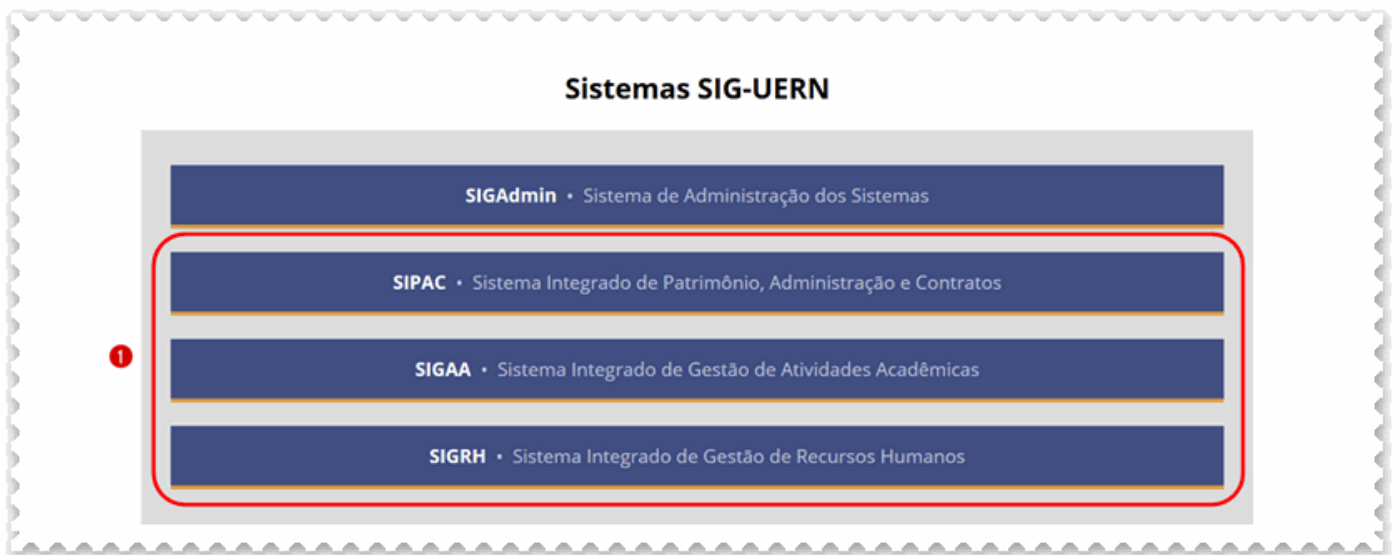 Sistemas SIG-UERN
SIGAdmin • Sistema de Administração dos Sistemas
SIPAC • Sistema Integrado de Patrimônio, Administração e Contratos
1
SIGAA • Sistema Integrado de Gestão de Atividades Acadêmicas
SIGRH • Sistema Integrado de Gestão de Recursos Humanos